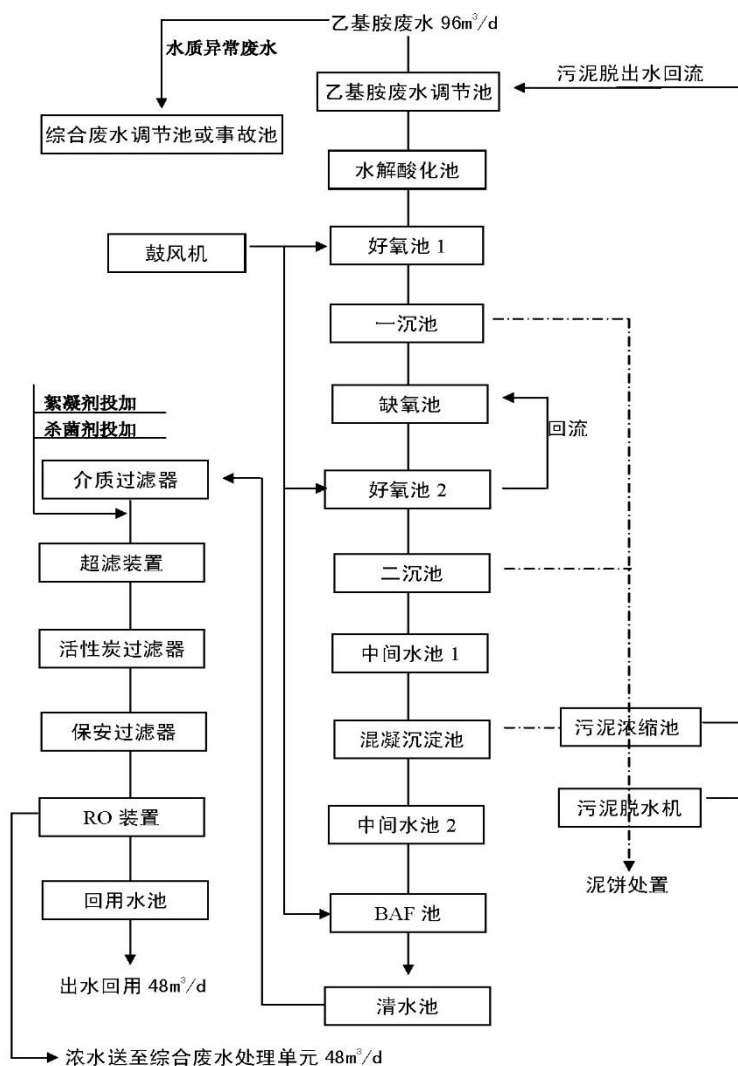 乙基胺废水 96m³/d
水质异常废水
污泥脱出水回流
乙基胺废水调节池
综合废水调节池或事故池
水解酸化池
鼓风机
好氧池 1
一沉池
絮凝剂投加
缺氧池
杀菌剂投加
回流
介质过滤器
好氧池 2
超滤装置
二沉池
活性炭过滤器
中间水池 1
保安过滤器
混凝沉淀池
污泥浓缩池
RO 装置
中间水池 2
污泥脱水机
泥饼处置
回用水池
BAF 池
出水回用 48m³/d
清水池
浓水送至综合废水处理单元 48m³/d